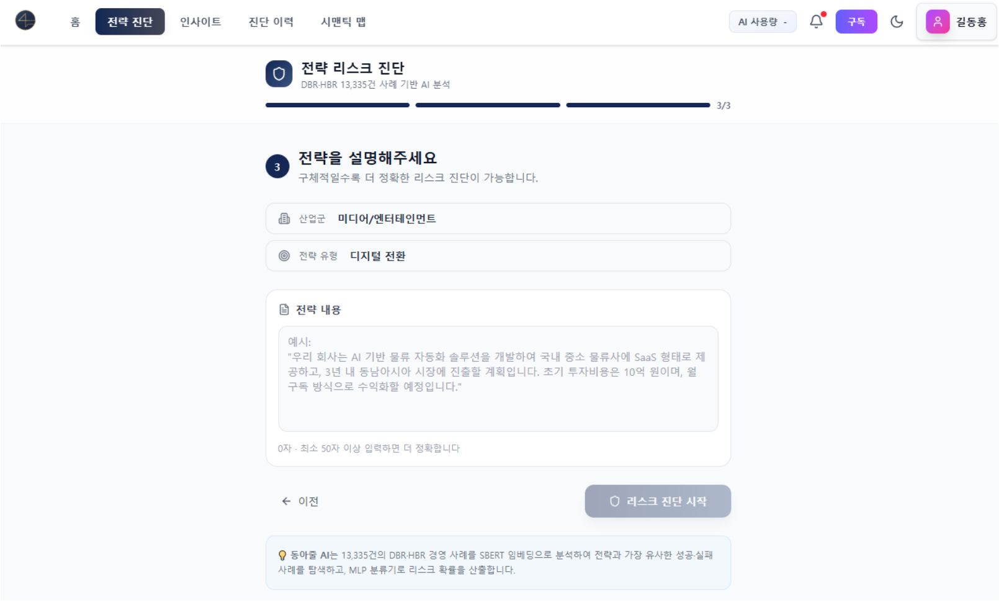 홈
전략 진단
인사이트
진단 이력
시맨틱 맵
AI 사용량 -
구독
길동홍
전략 리스크 진단
DBR·HBR 13,335건 사례 기반 AI 분석
3/3
3
전략을 설명해주세요
구체적일수록 더 정확한 리스크 진단이 가능합니다.
산업군 미디어/엔터테인먼트
전략 유형 디지털 전환
전략 내용
예시:
"우리 회사는 AI 기반 물류 자동화 솔루션을 개발하여 국내 중소 물류사에 SaaS 형태로 제
공하고, 3년 내 동남아시아 시장에 진출할 계획입니다. 초기 투자비용은 10억 원이며, 월
구독 방식으로 수익화할 예정입니다."
0자 · 최소 50자 이상 입력하면 더 정확합니다
← 이전
리스크 진단 시작
동아줄 AI는 13,335건의 DBR·HBR 경영 사례를 SBERT 임베딩으로 분석하여 전략과 가장 유사한 성공·실패
사례를 탐색하고, MLP 분류기로 리스크 확률을 산출합니다.